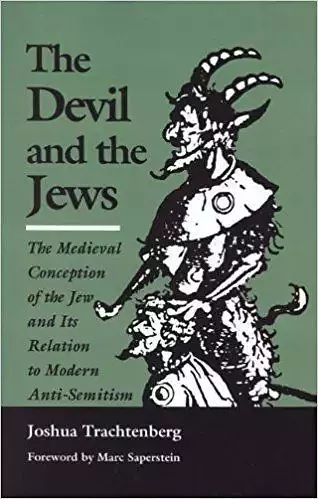 The
Devil
and the
Jews
The Medieval
Conception
of the Jew
and Its
Relation
to Modern
Anti-Semitism
Joshua Trachtenberg
Foreword by Marc Saperstein